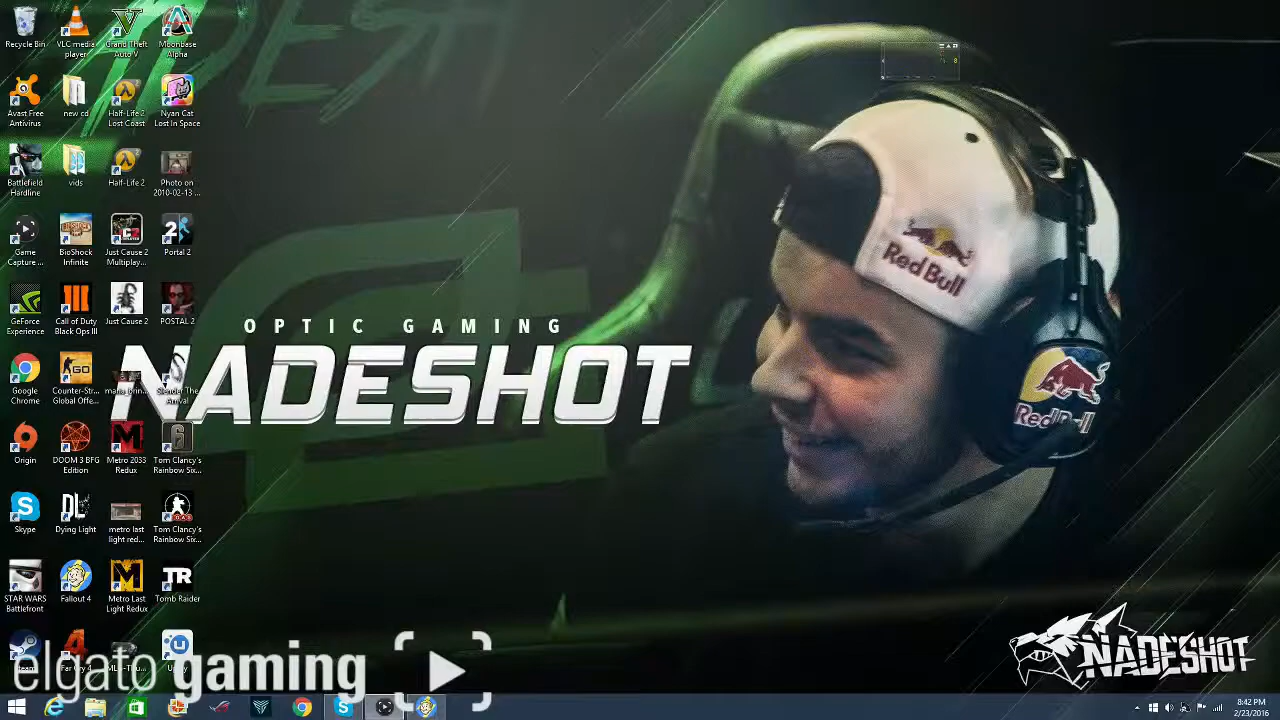 Recycle Bin
VLC media player
Grand Theft Auto V
Moonbase Alpha
Avast Free Antivirus
new cd
Half-Life 2 Lost Coast
Nyan Cat Lost In Space
Battlefield Hardline
vids
Half-Life 2
Photo on 2010-02-13 ...
Game Capture ...
BioShock Infinite
Just Cause 2 Multiplay...
Portal 2
GeForce Experience
Call of Duty Black Ops III
Just Cause 2
POSTAL 2
Google Chrome
Counter-Str... Global Offe...
Origin
DOOM 3 BFG Edition
Metro 2033 Redux
Tom Clancy's Rainbow Six...
Skype
Dying Light
metro last light red...
Tom Clancy's Rainbow Six...
STAR WARS Battlefront
Fallout 4
Metro Last Light Redux
Tomb Raider
OPTIC GAMING
NADESHOT
Red Bull
Red Bull
NADESHOT
elgato gaming
8:42 PM
2/23/2016